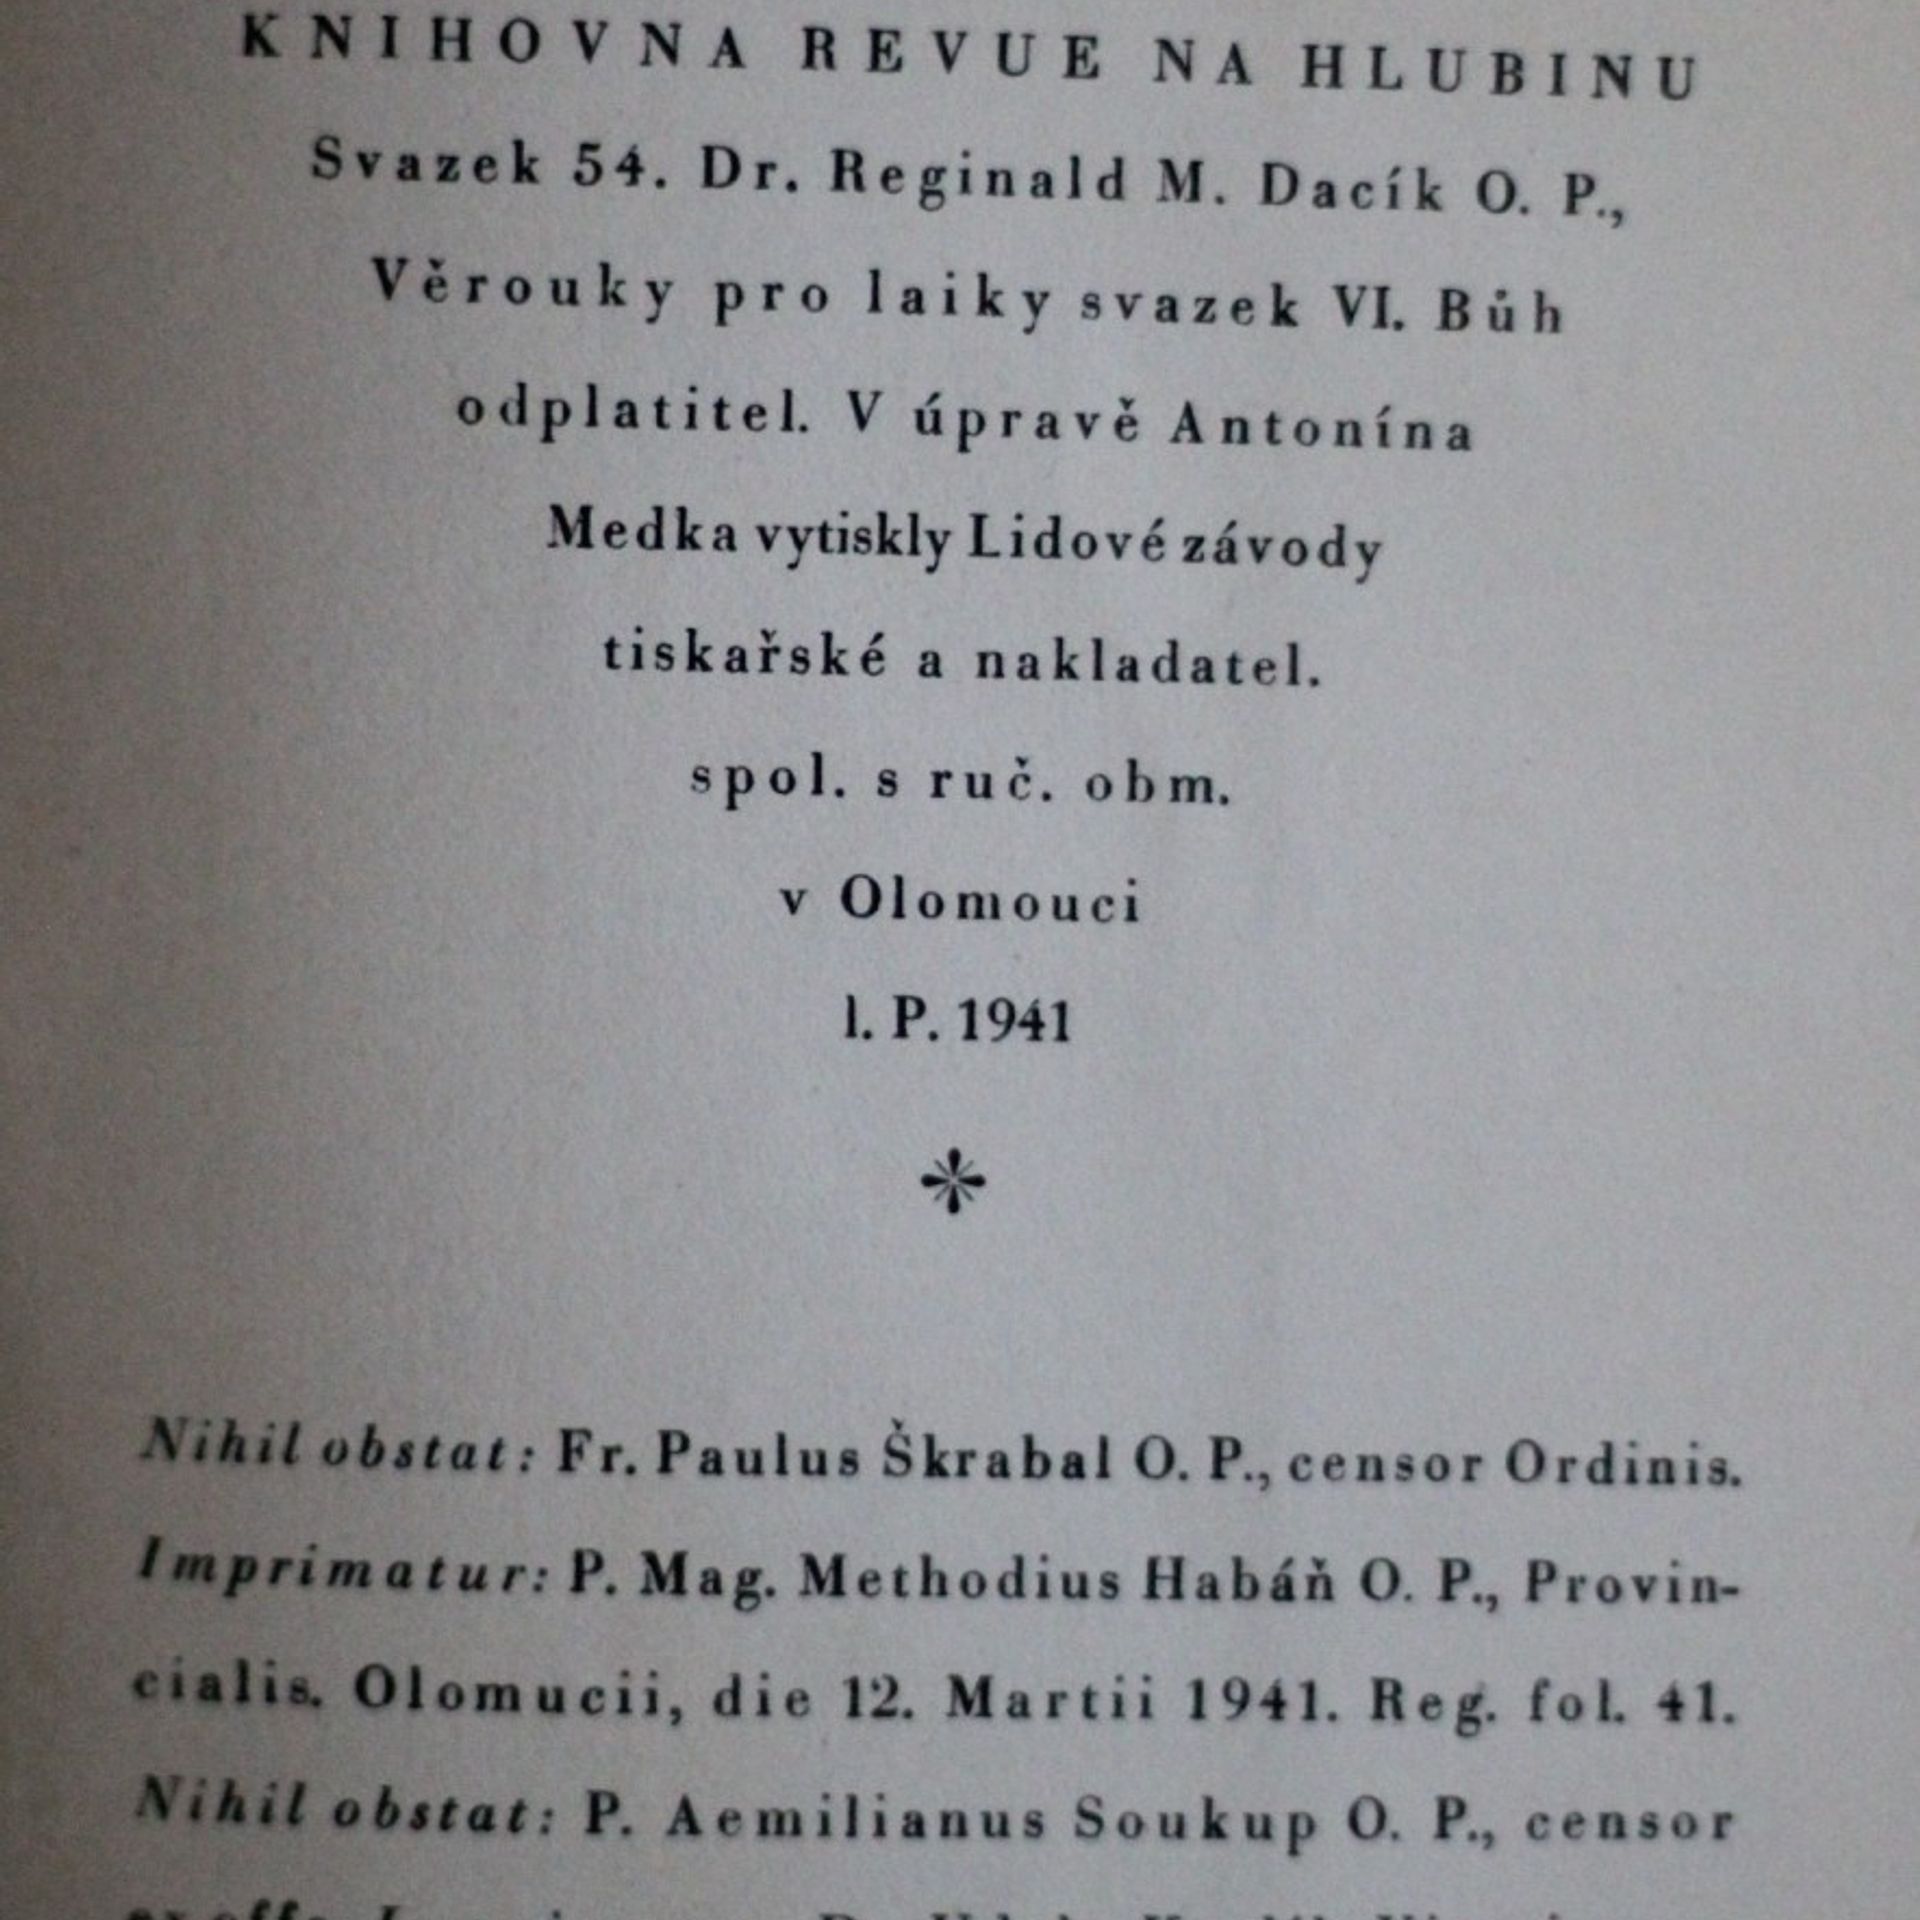 KNIHOVNA REVUE NA HLUBINU
Svazek 54. Dr. Reginald M. Dacík O. P.,
Věrouky pro laiky svazek VI. Bůh
odplatitel. V úpravě Antonína
Medka vytiskly Lidové závody
tiskařské a nakladatel.
spol. s ruč. obm.
v Olomouci
l. P. 1941
Nihil obstat: Fr. Paulus Škrabal O. P., censor Ordinis.
Imprimatur: P. Mag. Methodius Habáň O. P., Provin-
cialis. Olomucii, die 12. Martii 1941. Reg. fol. 41.
Nihil obstat: P. Aemilianus Soukup O. P., censor